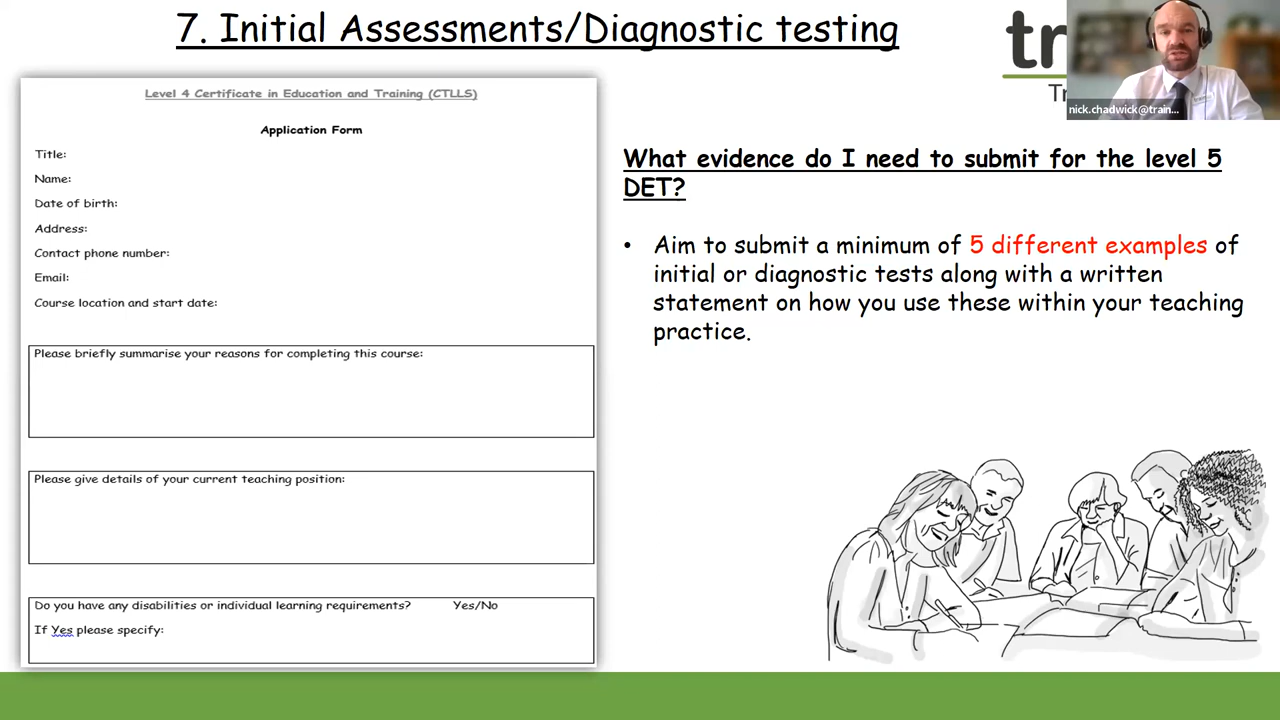 7. Initial Assessments/Diagnostic testing
nick.chadwick@train...
Level 4 Certificate in Education and Training (CTLLS)
Application Form
Title:
Name:
Date of birth:
Address:
Contact phone number:
Email:
Course location and start date:
Please briefly summarise your reasons for completing this course:
Please give details of your current teaching position:
Do you have any disabilities or individual learning requirements? Yes/No
If Yes please specify:
What evidence do I need to submit for the level 5
DET?
• Aim to submit a minimum of 5 different examples of
initial or diagnostic tests along with a written
statement on how you use these within your teaching
practice.